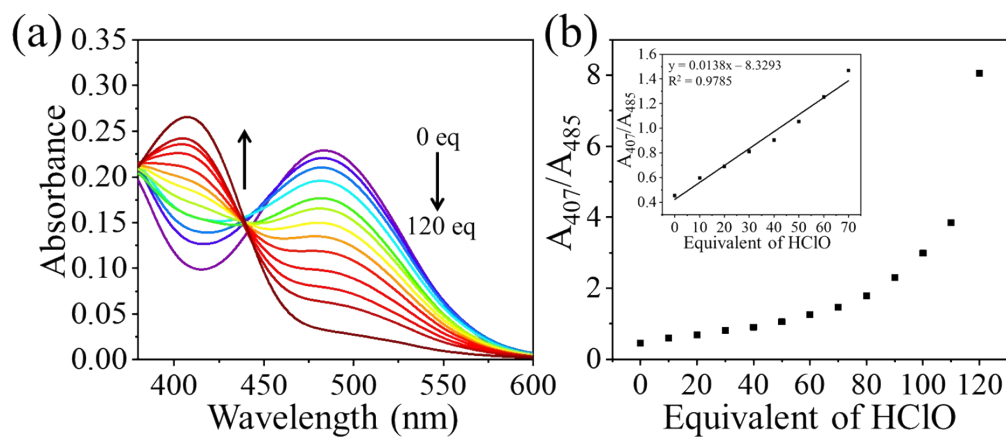 (a)
0.35
0.30
0.25
0.20
0.15
0.10
0.05
0.00
Absorbance
0 eq
120 eq
400
450
500
550
600
Wavelength (nm)
(b)
8
6
4
2
0
A407/A485
0
20
40
60
80
100
120
Equivalent of HClO
y = 0.0138x – 8.3293
R² = 0.9785
1.6
1.4
1.2
1.0
0.8
0.6
0.4
A407/A485
0 10 20 30 40 50 60 70
Equivalent of HClO